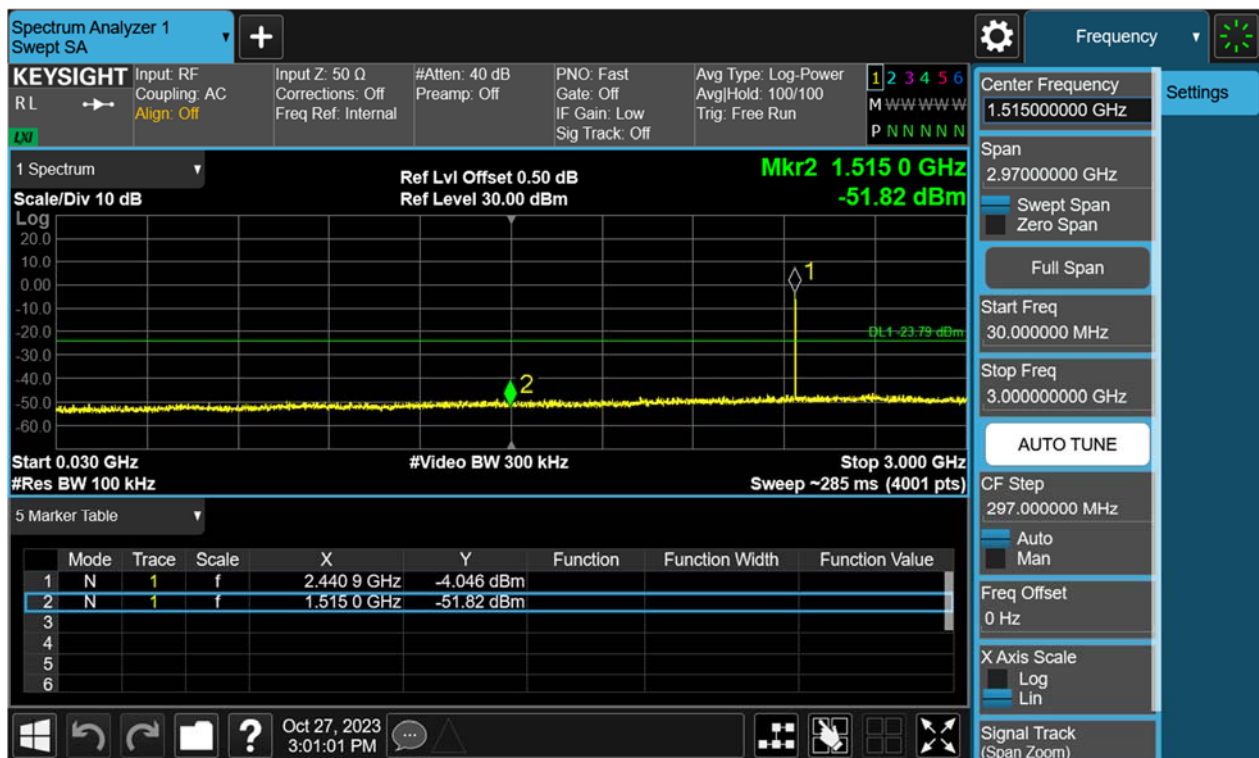 Spectrum Analyzer 1
Swept SA
+
Frequency
KEYSIGHT
R L
LXI
Input: RF
Coupling: AC
Align: Off
Input Z: 50 Ω
Corrections: Off
Freq Ref: Internal
#Atten: 40 dB
Preamp: Off
PNO: Fast
Gate: Off
IF Gain: Low
Sig Track: Off
Avg Type: Log-Power
Avg|Hold: 100/100
Trig: Free Run
1 2 3 4 5 6
M W W W W W
P N N N N N
1 Spectrum
Scale/Div 10 dB
Ref Lvl Offset 0.50 dB
Ref Level 30.00 dBm
Mkr2 1.515 0 GHz
-51.82 dBm
Log
20.0
10.0
0.00
-10.0
-20.0
-30.0
-40.0
-50.0
-60.0
1
DL1 -23.79 dBm
2
Start 0.030 GHz
#Video BW 300 kHz
Stop 3.000 GHz
#Res BW 100 kHz
Sweep ~285 ms (4001 pts)
5 Marker Table
Mode Trace Scale X Y Function Function Width Function Value
1 N 1 f 2.440 9 GHz -4.046 dBm
2 N 1 f 1.515 0 GHz -51.82 dBm
3
4
5
6
Oct 27, 2023
3:01:01 PM
?
Center Frequency
1.515000000 GHz
Settings
Span
2.97000000 GHz
Swept Span
Zero Span
Full Span
Start Freq
30.000000 MHz
Stop Freq
3.000000000 GHz
AUTO TUNE
CF Step
297.000000 MHz
Auto
Man
Freq Offset
0 Hz
X Axis Scale
Log
Lin
Signal Track
(Span Zoom)